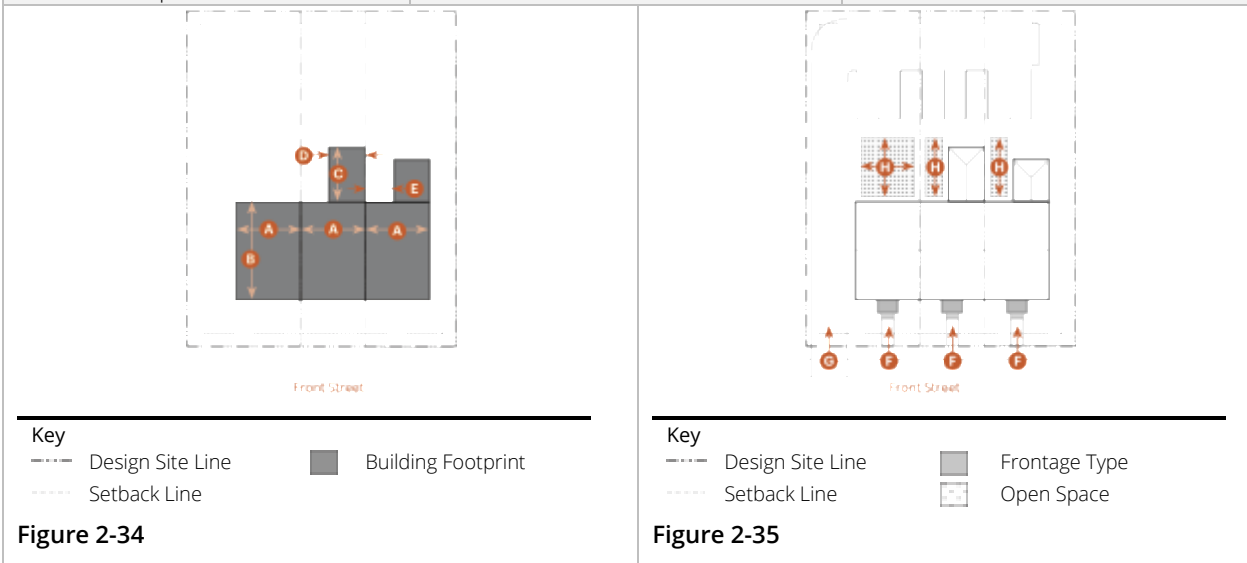 D
C
E
A A A
B
Front Street
Key
Design Site Line
Building Footprint
Setback Line
Figure 2-34
H H H
G F F F
Front Street
Key
Design Site Line
Frontage Type
Setback Line
Open Space
Figure 2-35